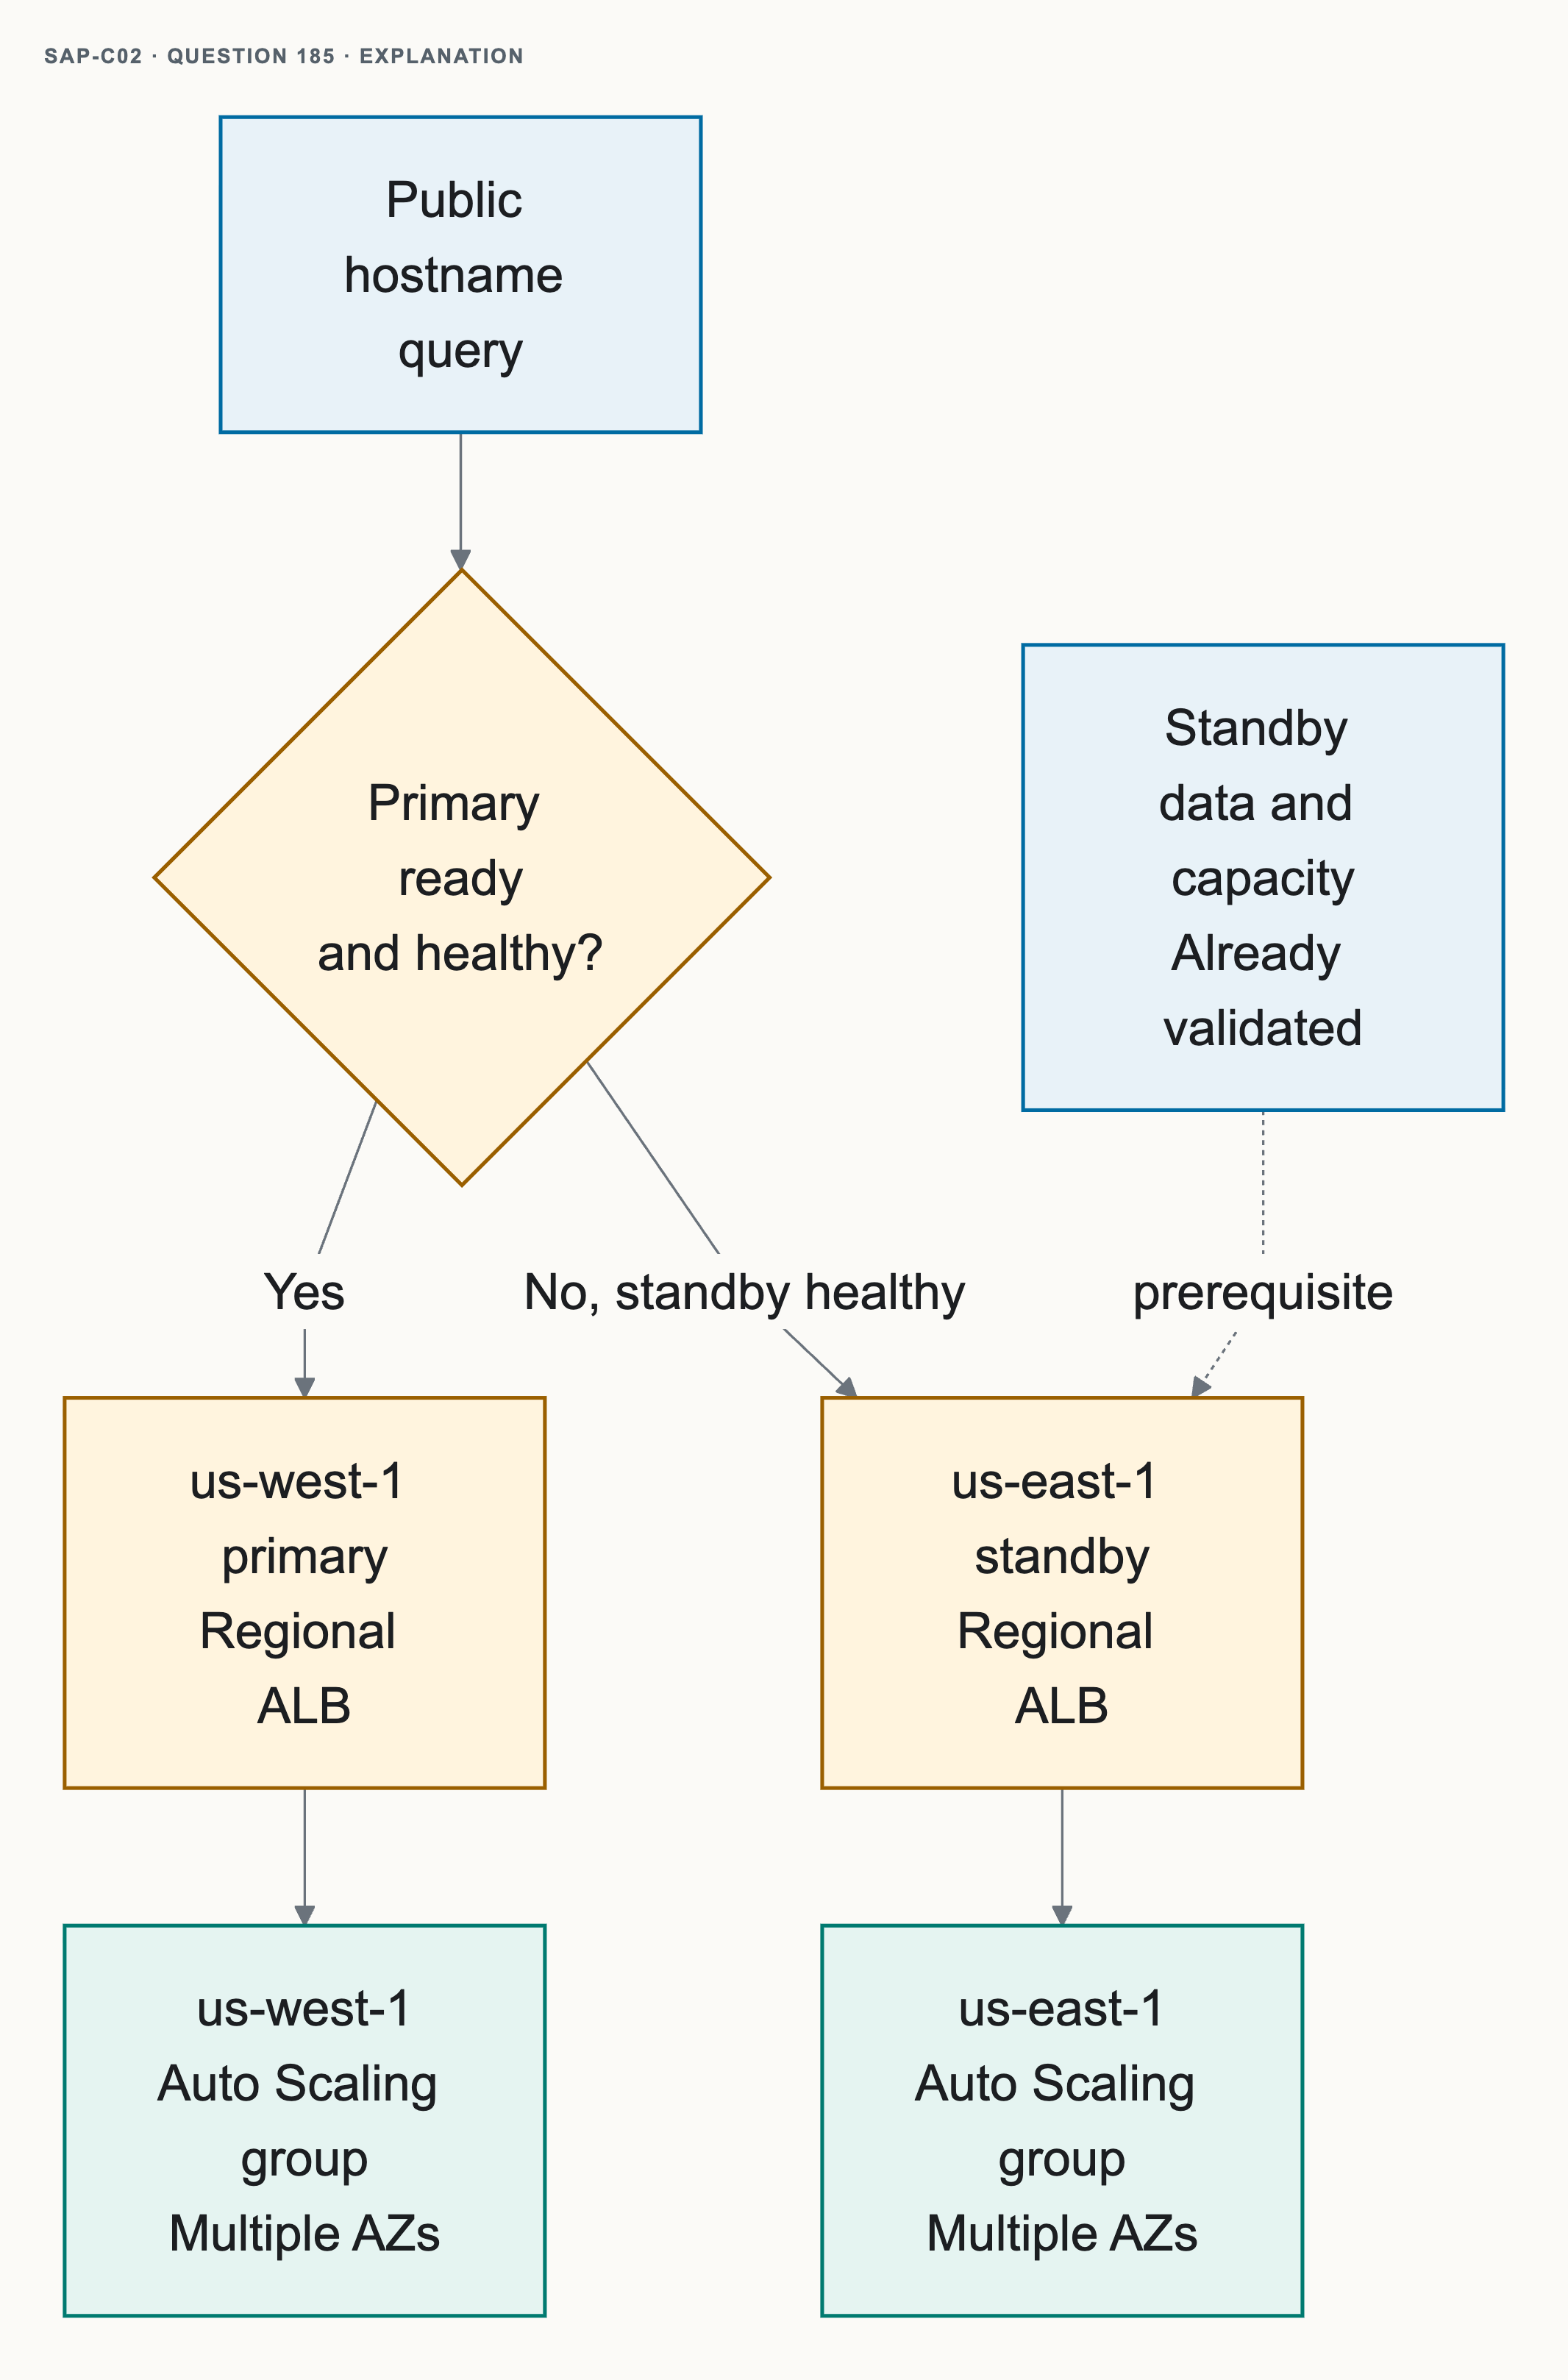 SAP-C02 · QUESTION 185 · EXPLANATION
Public
hostname
query
Primary
ready
and healthy?
Standby
data and
capacity
Already
validated
Yes
No, standby healthy
prerequisite
us-west-1
primary
Regional
ALB
us-east-1
standby
Regional
ALB
us-west-1
Auto Scaling
group
Multiple AZs
us-east-1
Auto Scaling
group
Multiple AZs